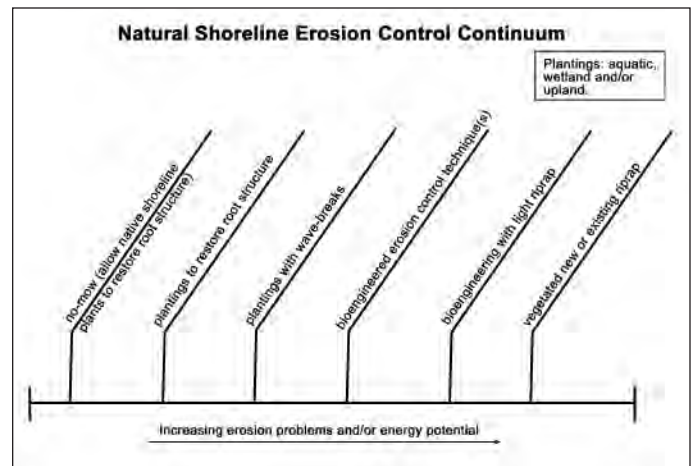 Natural Shoreline Erosion Control Continuum
Plantings: aquatic,
wetland and/or
upland.
no-mow (allow native shoreline
plants to restore root structure)
plantings to restore root structure
plantings with wave-breaks
bioengineered erosion control technique(s)
bioengineering with light riprap
vegetated new or existing riprap
Increasing erosion problems and/or energy potential